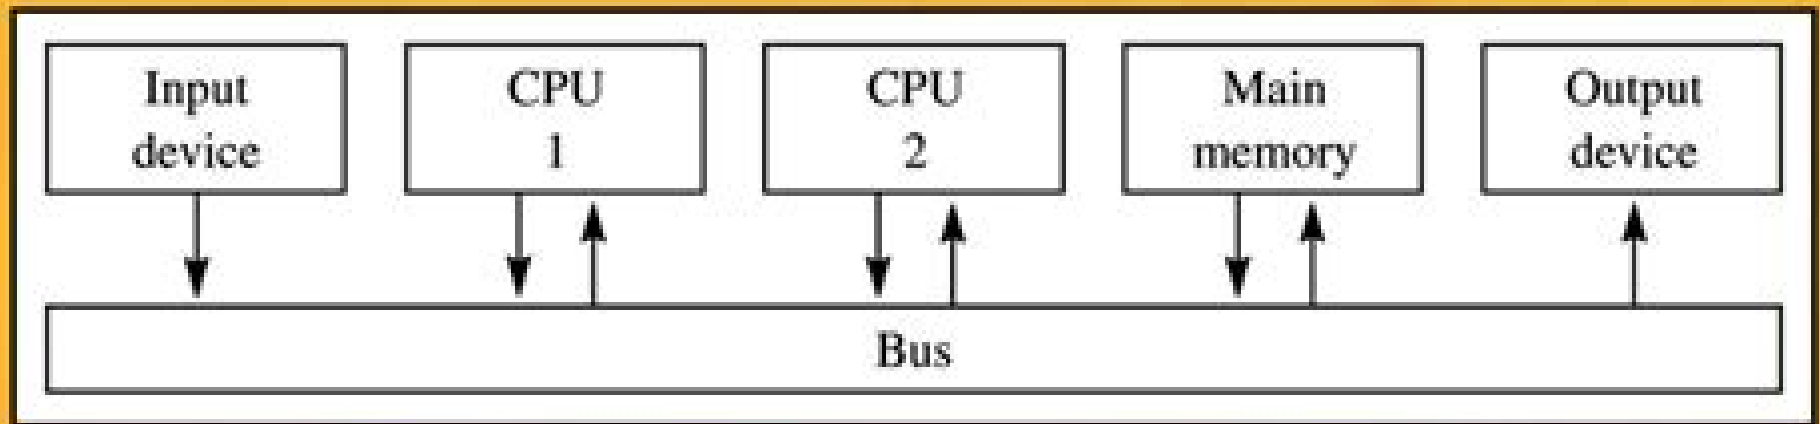 Input
device
CPU
1
CPU
2
Main
memory
Output
device
Bus